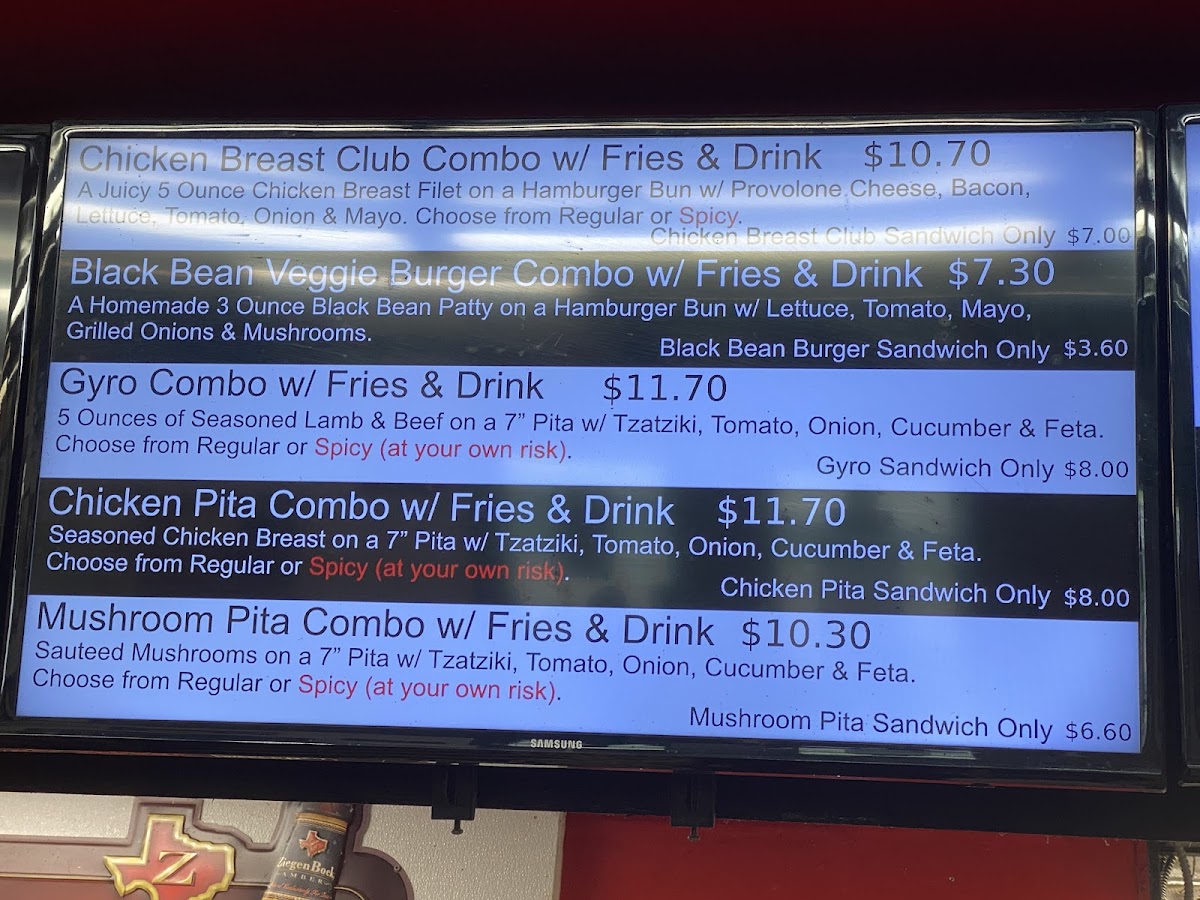 Chicken Breast Club Combo w/ Fries & Drink $10.70
A Juicy 5 Ounce Chicken Breast Filet on a Hamburger Bun w/ Provolone Cheese, Bacon,
Lettuce, Tomato, Onion & Mayo. Choose from Regular or Spicy.
Chicken Breast Club Sandwich Only $7.00
Black Bean Veggie Burger Combo w/ Fries & Drink $7.30
A Homemade 3 Ounce Black Bean Patty on a Hamburger Bun w/ Lettuce, Tomato, Mayo,
Grilled Onions & Mushrooms.
Black Bean Burger Sandwich Only $3.60
Gyro Combo w/ Fries & Drink $11.70
5 Ounces of Seasoned Lamb & Beef on a 7” Pita w/ Tzatziki, Tomato, Onion, Cucumber & Feta.
Choose from Regular or Spicy (at your own risk).
Gyro Sandwich Only $8.00
Chicken Pita Combo w/ Fries & Drink $11.70
Seasoned Chicken Breast on a 7” Pita w/ Tzatziki, Tomato, Onion, Cucumber & Feta.
Choose from Regular or Spicy (at your own risk).
Chicken Pita Sandwich Only $8.00
Mushroom Pita Combo w/ Fries & Drink $10.30
Sauteed Mushrooms on a 7” Pita w/ Tzatziki, Tomato, Onion, Cucumber & Feta.
Choose from Regular or Spicy (at your own risk).
Mushroom Pita Sandwich Only $6.60
SAMSUNG
Z
ZiegenBock
AMBER